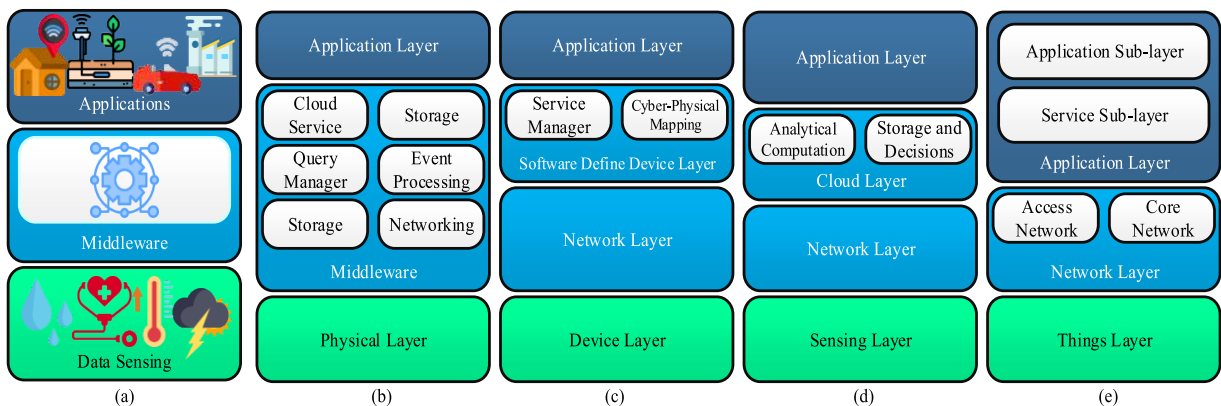 Applications
Middleware
Data Sensing
(a)
Application Layer
Cloud
Service
Storage
Query
Manager
Event
Processing
Storage
Networking
Middleware
Physical Layer
(b)
Application Layer
Service
Manager
Cyber-Physical
Mapping
Software Define Device Layer
Network Layer
Device Layer
(c)
Application Layer
Analytical
Computation
Storage and
Decisions
Cloud Layer
Network Layer
Sensing Layer
(d)
Application Sub-layer
Service Sub-layer
Application Layer
Access
Network
Core
Network
Network Layer
Things Layer
(e)